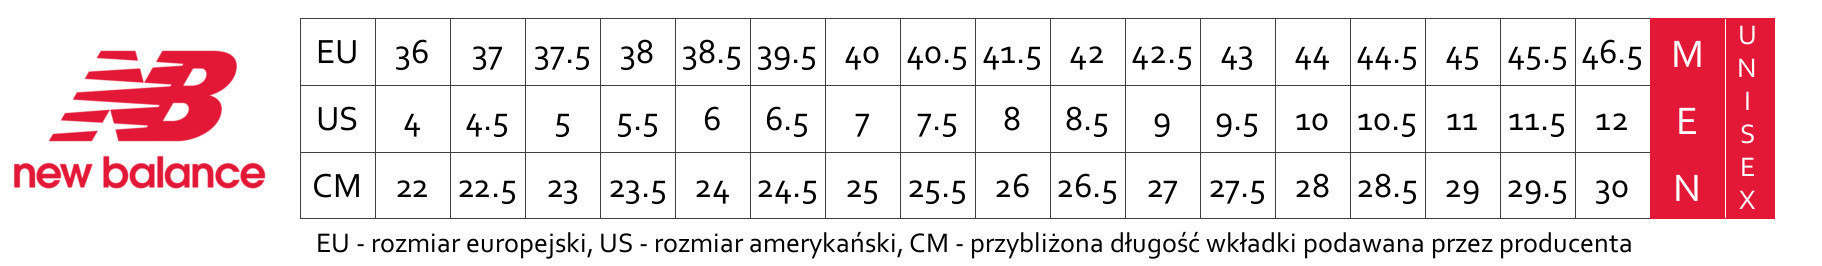 NB
new balance
EU 36 37 37.5 38 38.5 39.5 40 40.5 41.5 42 42.5 43 44 44.5 45 45.5 46.5
US 4 4.5 5 5.5 6 6.5 7 7.5 8 8.5 9 9.5 10 10.5 11 11.5 12
CM 22 22.5 23 23.5 24 24.5 25 25.5 26 26.5 27 27.5 28 28.5 29 29.5 30
MEN
UNISEX
EU - rozmiar europejski, US - rozmiar amerykański, CM - przybliżona długość wkładki podawana przez producenta